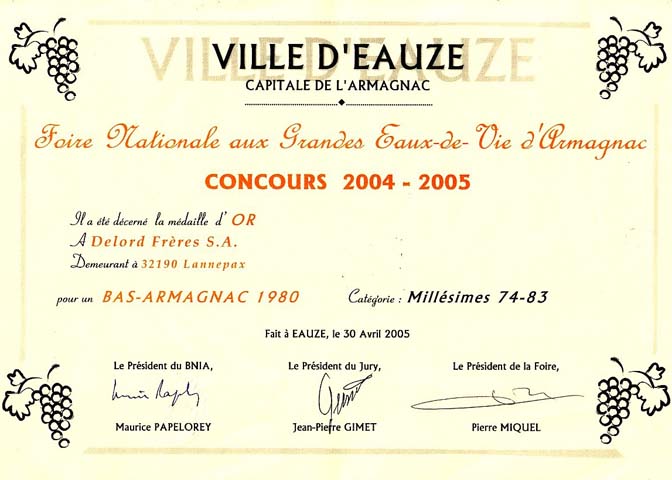 VILLE D'EAUZE
CAPITALE DE L'ARMAGNAC
Foire Nationale aux Grandes Eaux-de-Vie d'Armagnac
CONCOURS 2004 - 2005
Il a été décerné la médaille d' OR
A Delord Frères S.A.
Demeurant à 32190 Lannepax
pour un BAS-ARMAGNAC 1980 Catégorie : Millésimes 74-83
Fait à EAUZE, le 30 Avril 2005
Le Président du BNIA, Le Président du Jury, Le Président de la Foire,
Maurice PAPELOREY Jean-Pierre GIMET Pierre MIQUEL